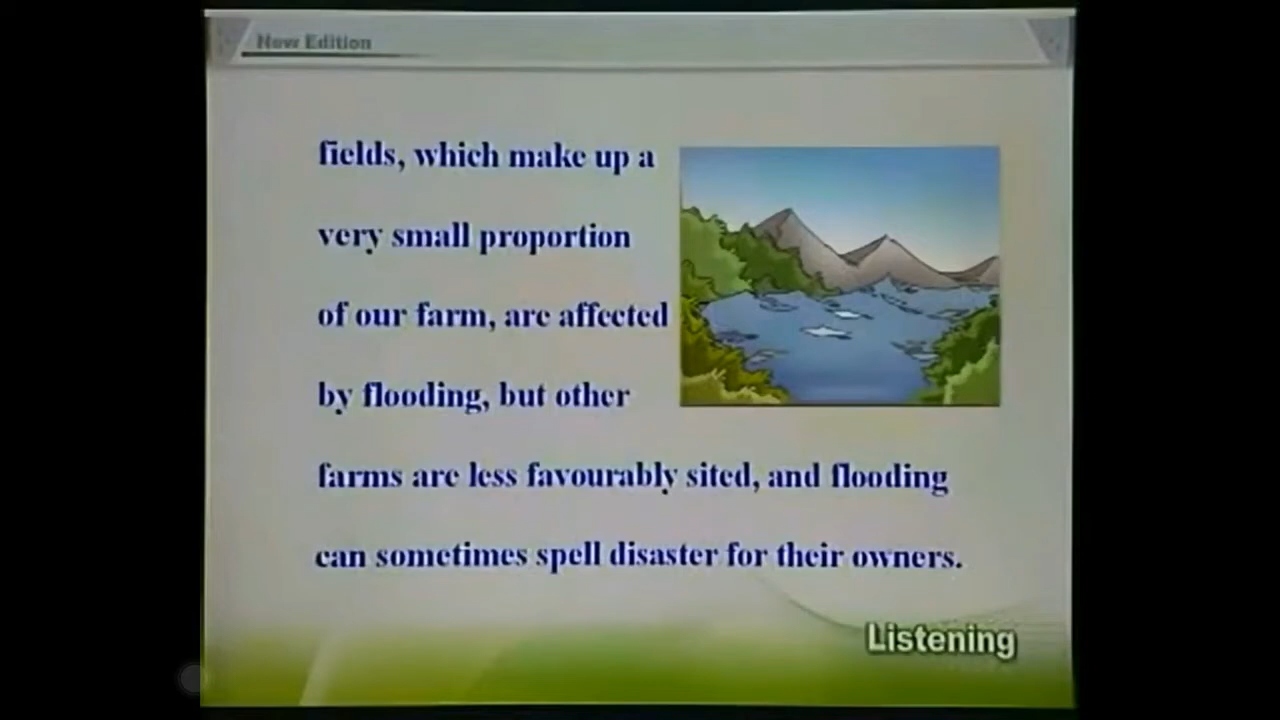 New Edition
fields, which make up a
very small proportion
of our farm, are affected
by flooding, but other
farms are less favourably sited, and flooding
can sometimes spell disaster for their owners.
Listening